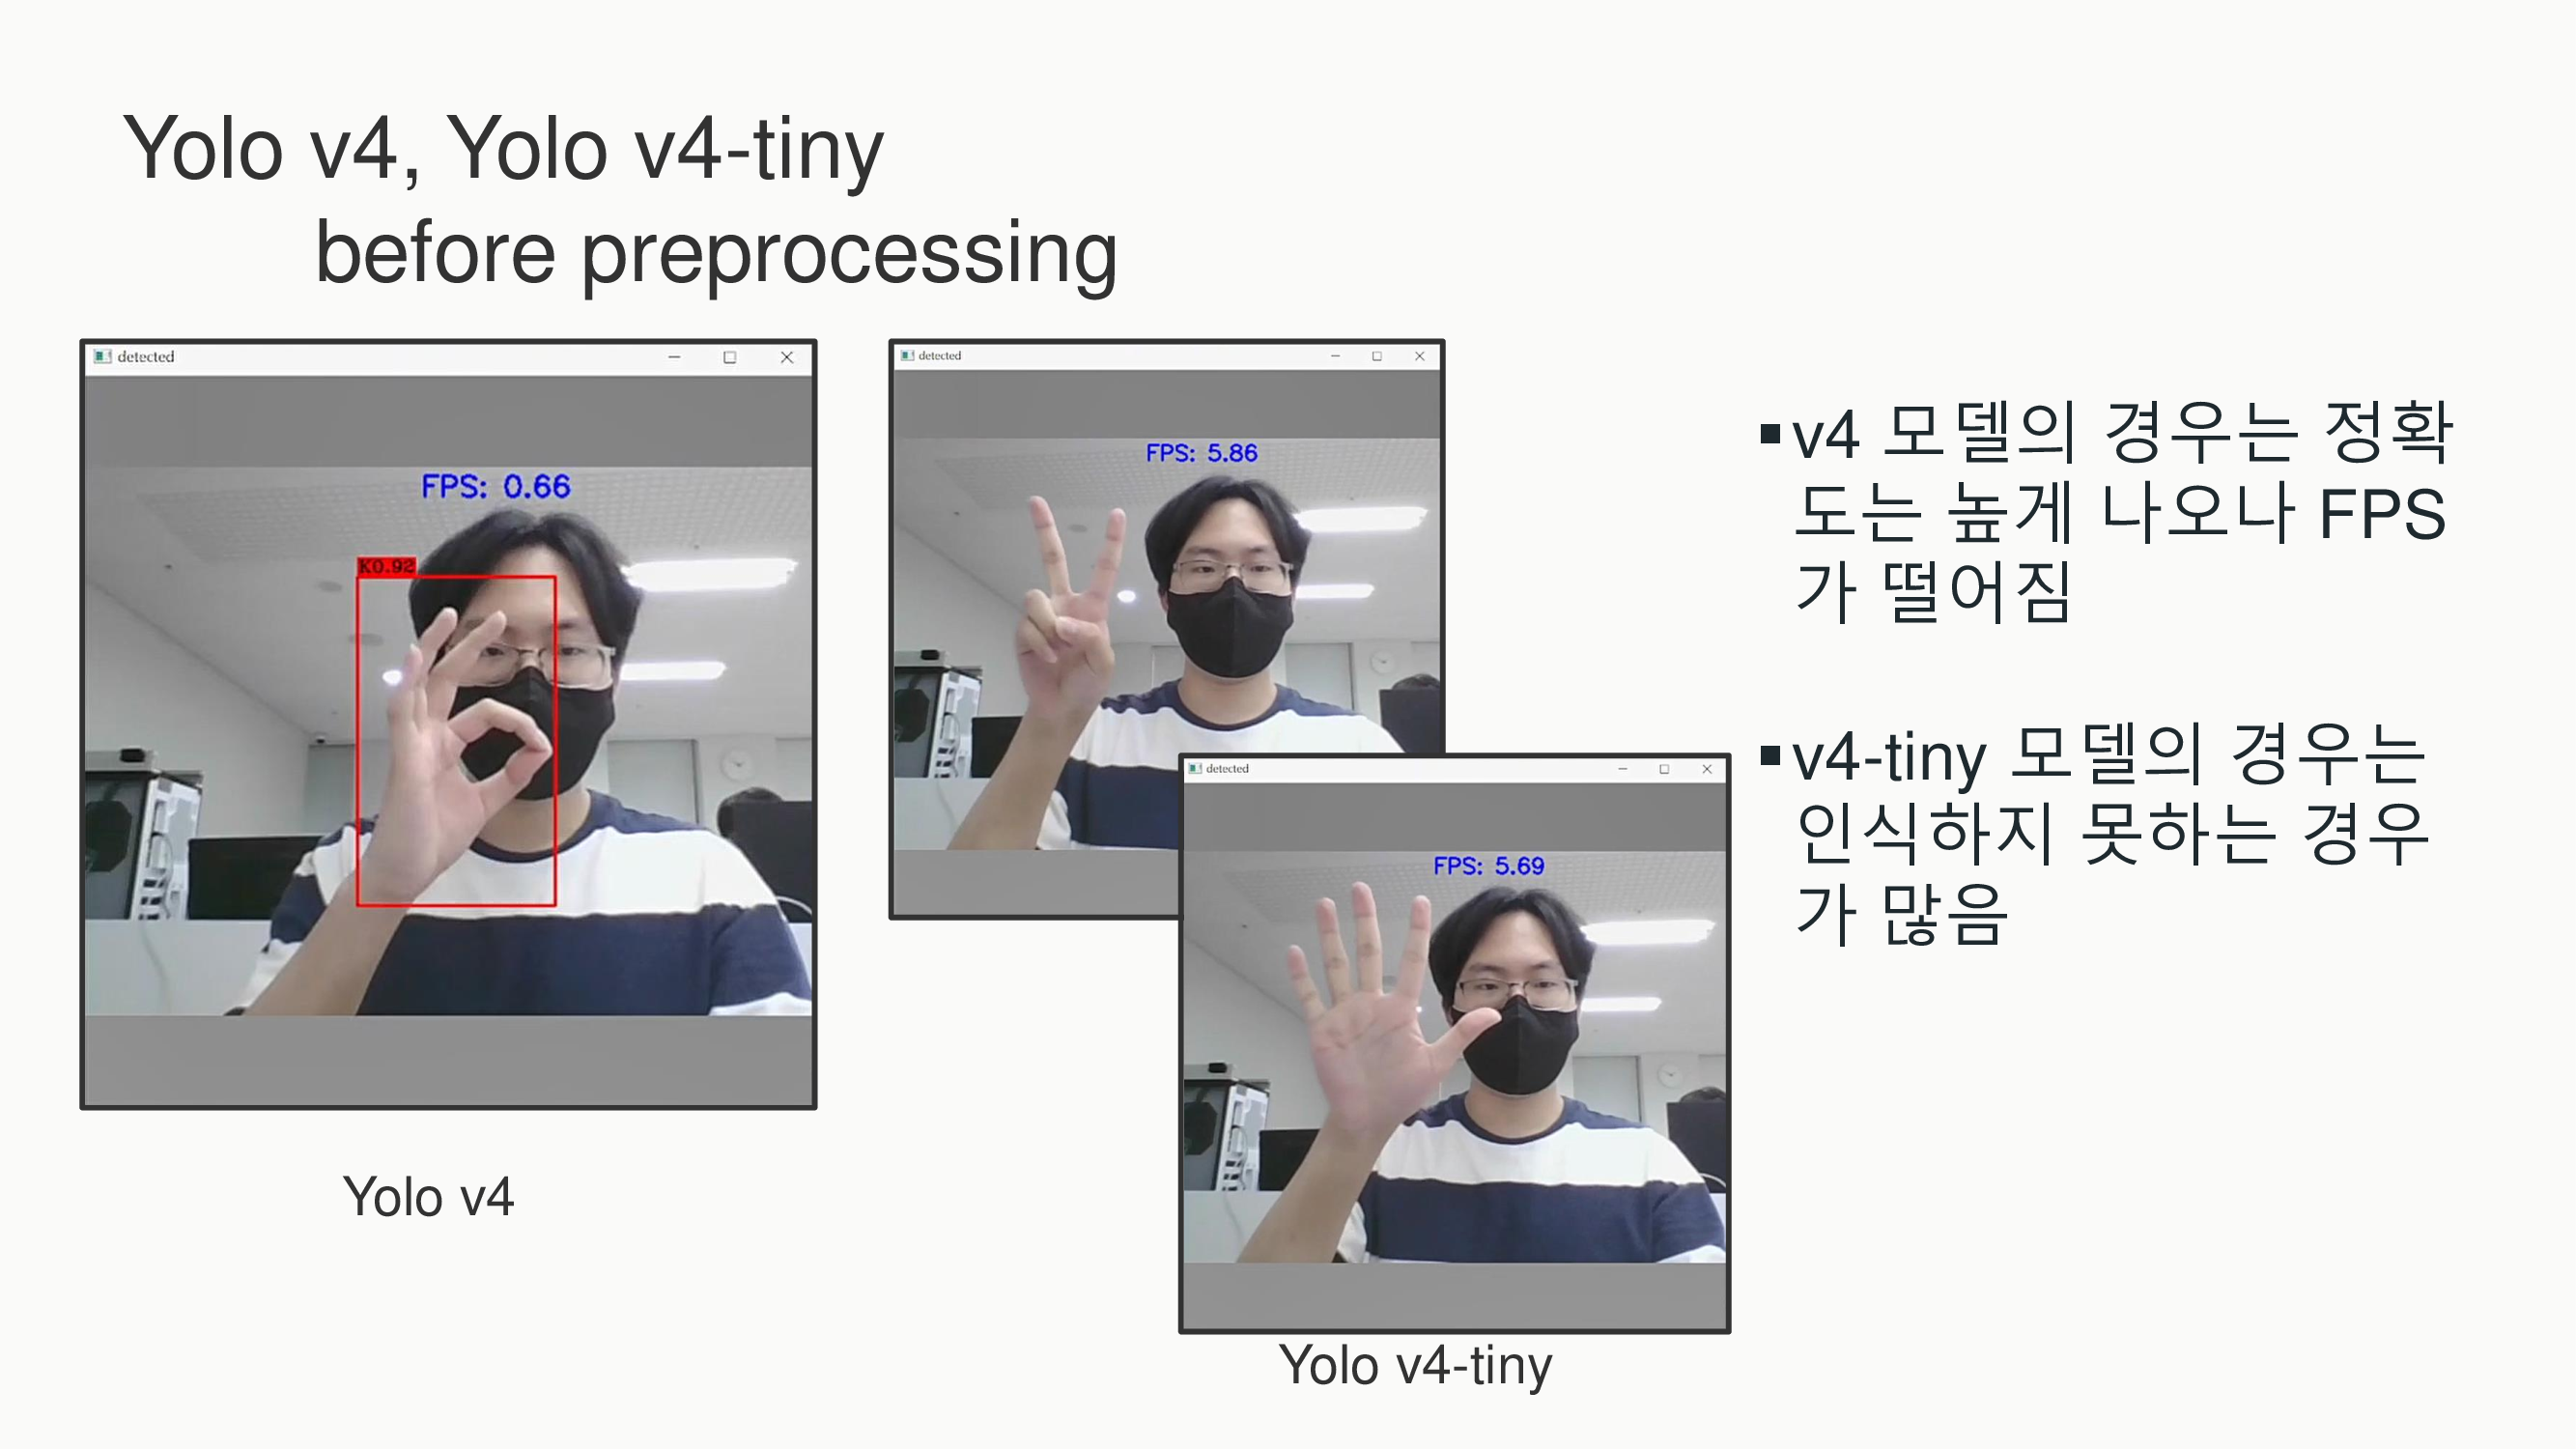 Yolo v4, Yolo v4-tiny
before preprocessing
detected
FPS: 0.66
K0.92
Yolo v4
detected
FPS: 5.86
detected
FPS: 5.69
Yolo v4-tiny
▪v4 모델의 경우는 정확
도는 높게 나오나 FPS
가 떨어짐
▪v4-tiny 모델의 경우는
인식하지 못하는 경우
가 많음